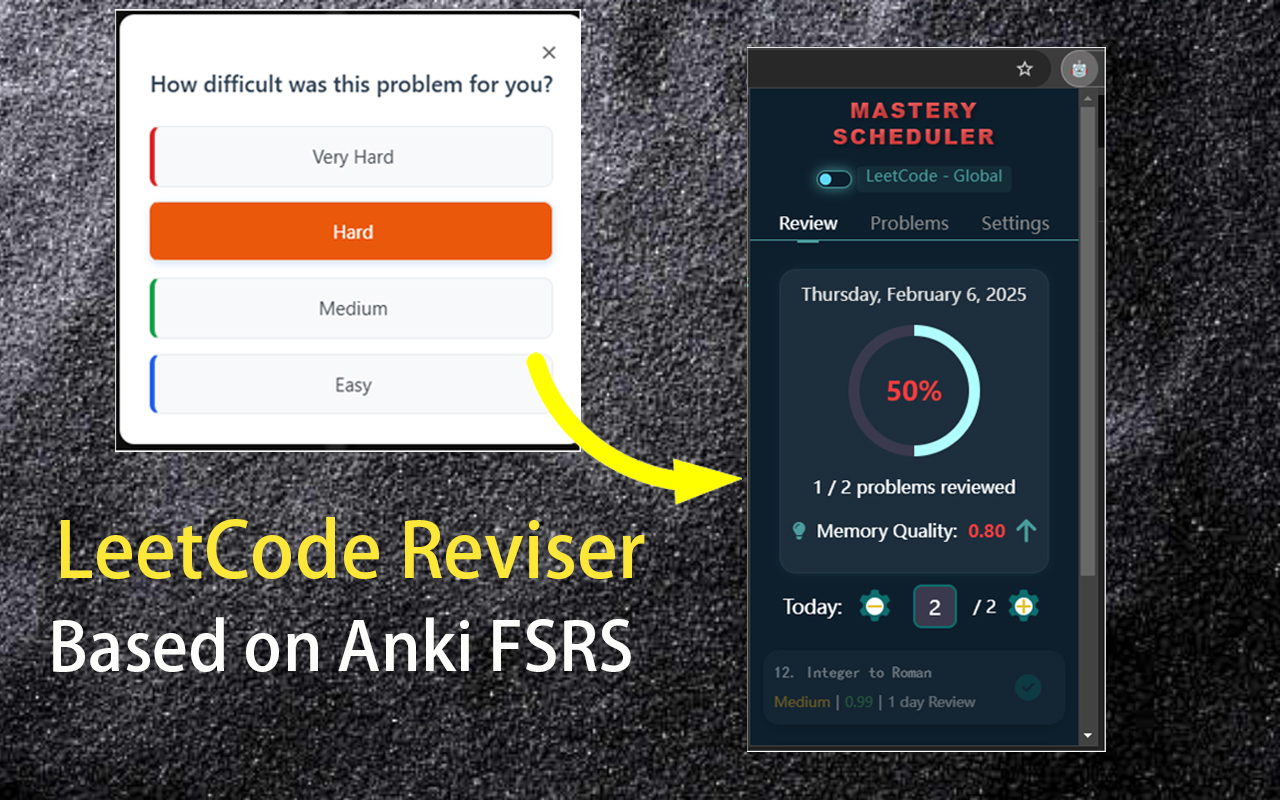 How difficult was this problem for you?
Very Hard
Hard
Medium
Easy
LeetCode Reviser
Based on Anki FSRS
MASTERY
SCHEDULER
LeetCode - Global
Review Problems Settings
Thursday, February 6, 2025
50%
1 / 2 problems reviewed
Memory Quality: 0.80
Today: 2 / 2
12. Integer to Roman
Medium | 0.99 | 1 day Review